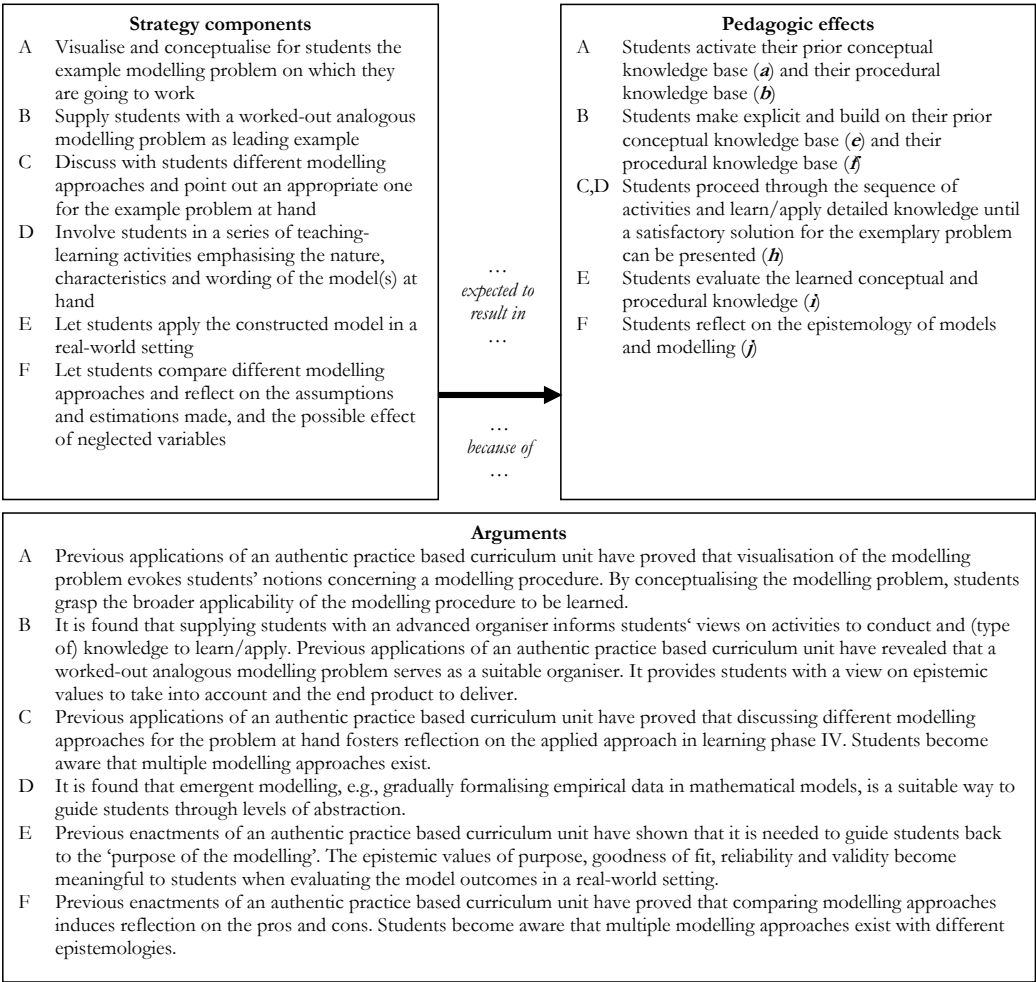 Strategy components
A Visualise and conceptualise for students the
example modelling problem on which they
are going to work
B Supply students with a worked-out analogous
modelling problem as leading example
C Discuss with students different modelling
approaches and point out an appropriate one
for the example problem at hand
D Involve students in a series of teaching-
learning activities emphasising the nature,
characteristics and wording of the model(s) at
hand
E Let students apply the constructed model in a
real-world setting
F Let students compare different modelling
approaches and reflect on the assumptions
and estimations made, and the possible effect
of neglected variables
…
expected to
result in
…
…
because of
…
Pedagogic effects
A Students activate their prior conceptual
knowledge base (a) and their procedural
knowledge base (b)
B Students make explicit and build on their prior
conceptual knowledge base (e) and their
procedural knowledge base (f)
C,D Students proceed through the sequence of
activities and learn/apply detailed knowledge until
a satisfactory solution for the exemplary problem
can be presented (h)
E Students evaluate the learned conceptual and
procedural knowledge (i)
F Students reflect on the epistemology of models
and modelling (j)
Arguments
A Previous applications of an authentic practice based curriculum unit have proved that visualisation of the modelling
problem evokes students’ notions concerning a modelling procedure. By conceptualising the modelling problem, students
grasp the broader applicability of the modelling procedure to be learned.
B It is found that supplying students with an advanced organiser informs students‘ views on activities to conduct and (type
of) knowledge to learn/apply. Previous applications of an authentic practice based curriculum unit have revealed that a
worked-out analogous modelling problem serves as a suitable organiser. It provides students with a view on epistemic
values to take into account and the end product to deliver.
C Previous applications of an authentic practice based curriculum unit have proved that discussing different modelling
approaches for the problem at hand fosters reflection on the applied approach in learning phase IV. Students become
aware that multiple modelling approaches exist.
D It is found that emergent modelling, e.g., gradually formalising empirical data in mathematical models, is a suitable way to
guide students through levels of abstraction.
E Previous enactments of an authentic practice based curriculum unit have shown that it is needed to guide students back
to the ‘purpose of the modelling’. The epistemic values of purpose, goodness of fit, reliability and validity become
meaningful to students when evaluating the model outcomes in a real-world setting.
F Previous enactments of an authentic practice based curriculum unit have proved that comparing modelling approaches
induces reflection on the pros and cons. Students become aware that multiple modelling approaches exist with different
epistemologies.